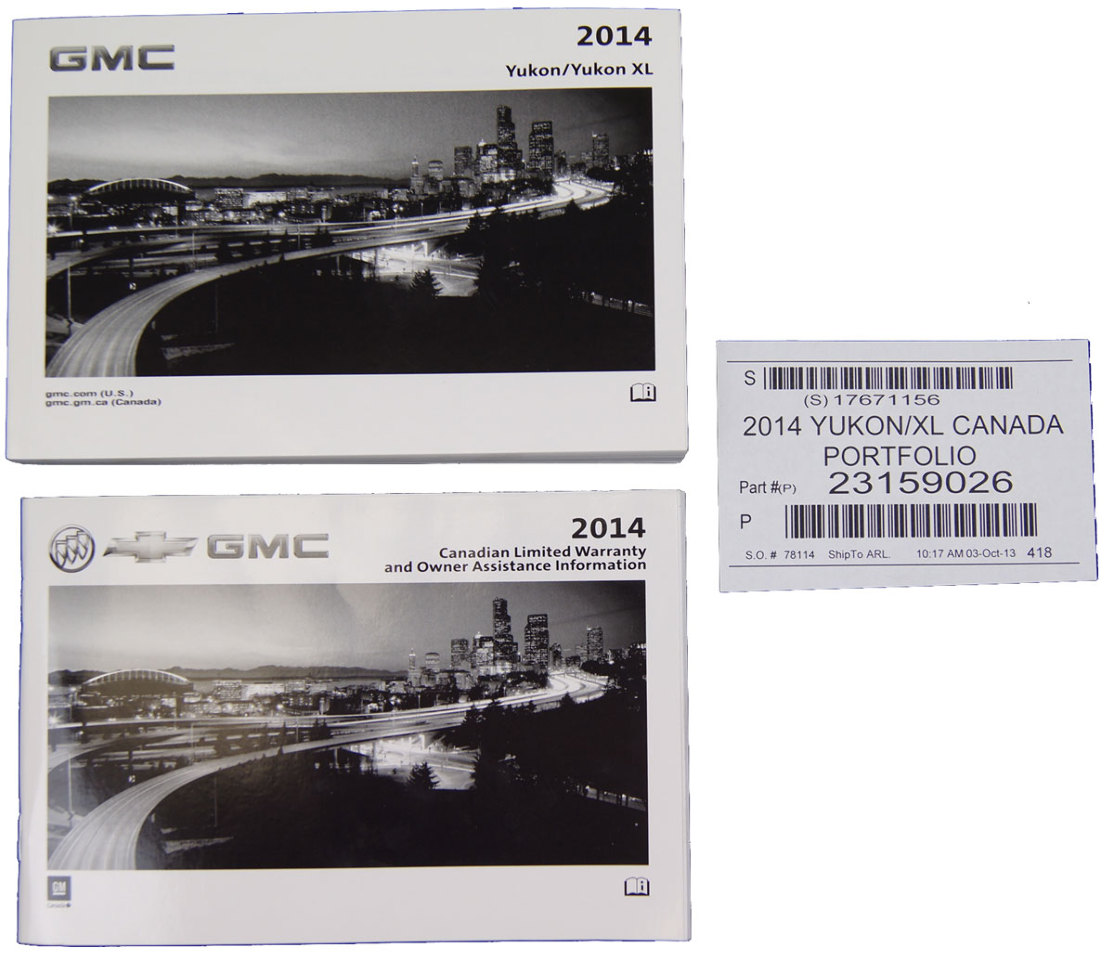 GMC
2014
Yukon/Yukon XL
gmc.com (U.S.)
gmc.gm.ca (Canada)
GMC
2014
Canadian Limited Warranty
and Owner Assistance Information
GM
Canada
S
(S) 17671156
2014 YUKON/XL CANADA
PORTFOLIO
Part #(P) 23159026
P
S.O. # 78114 ShipTo ARL. 10:17 AM 03-Oct-13 418